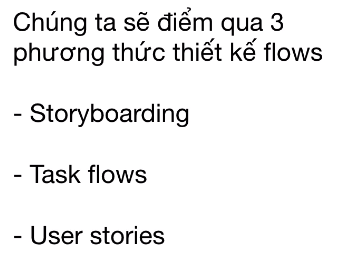 Chúng ta sẽ điểm qua 3
phương thức thiết kế flows
- Storyboarding
- Task flows
- User stories